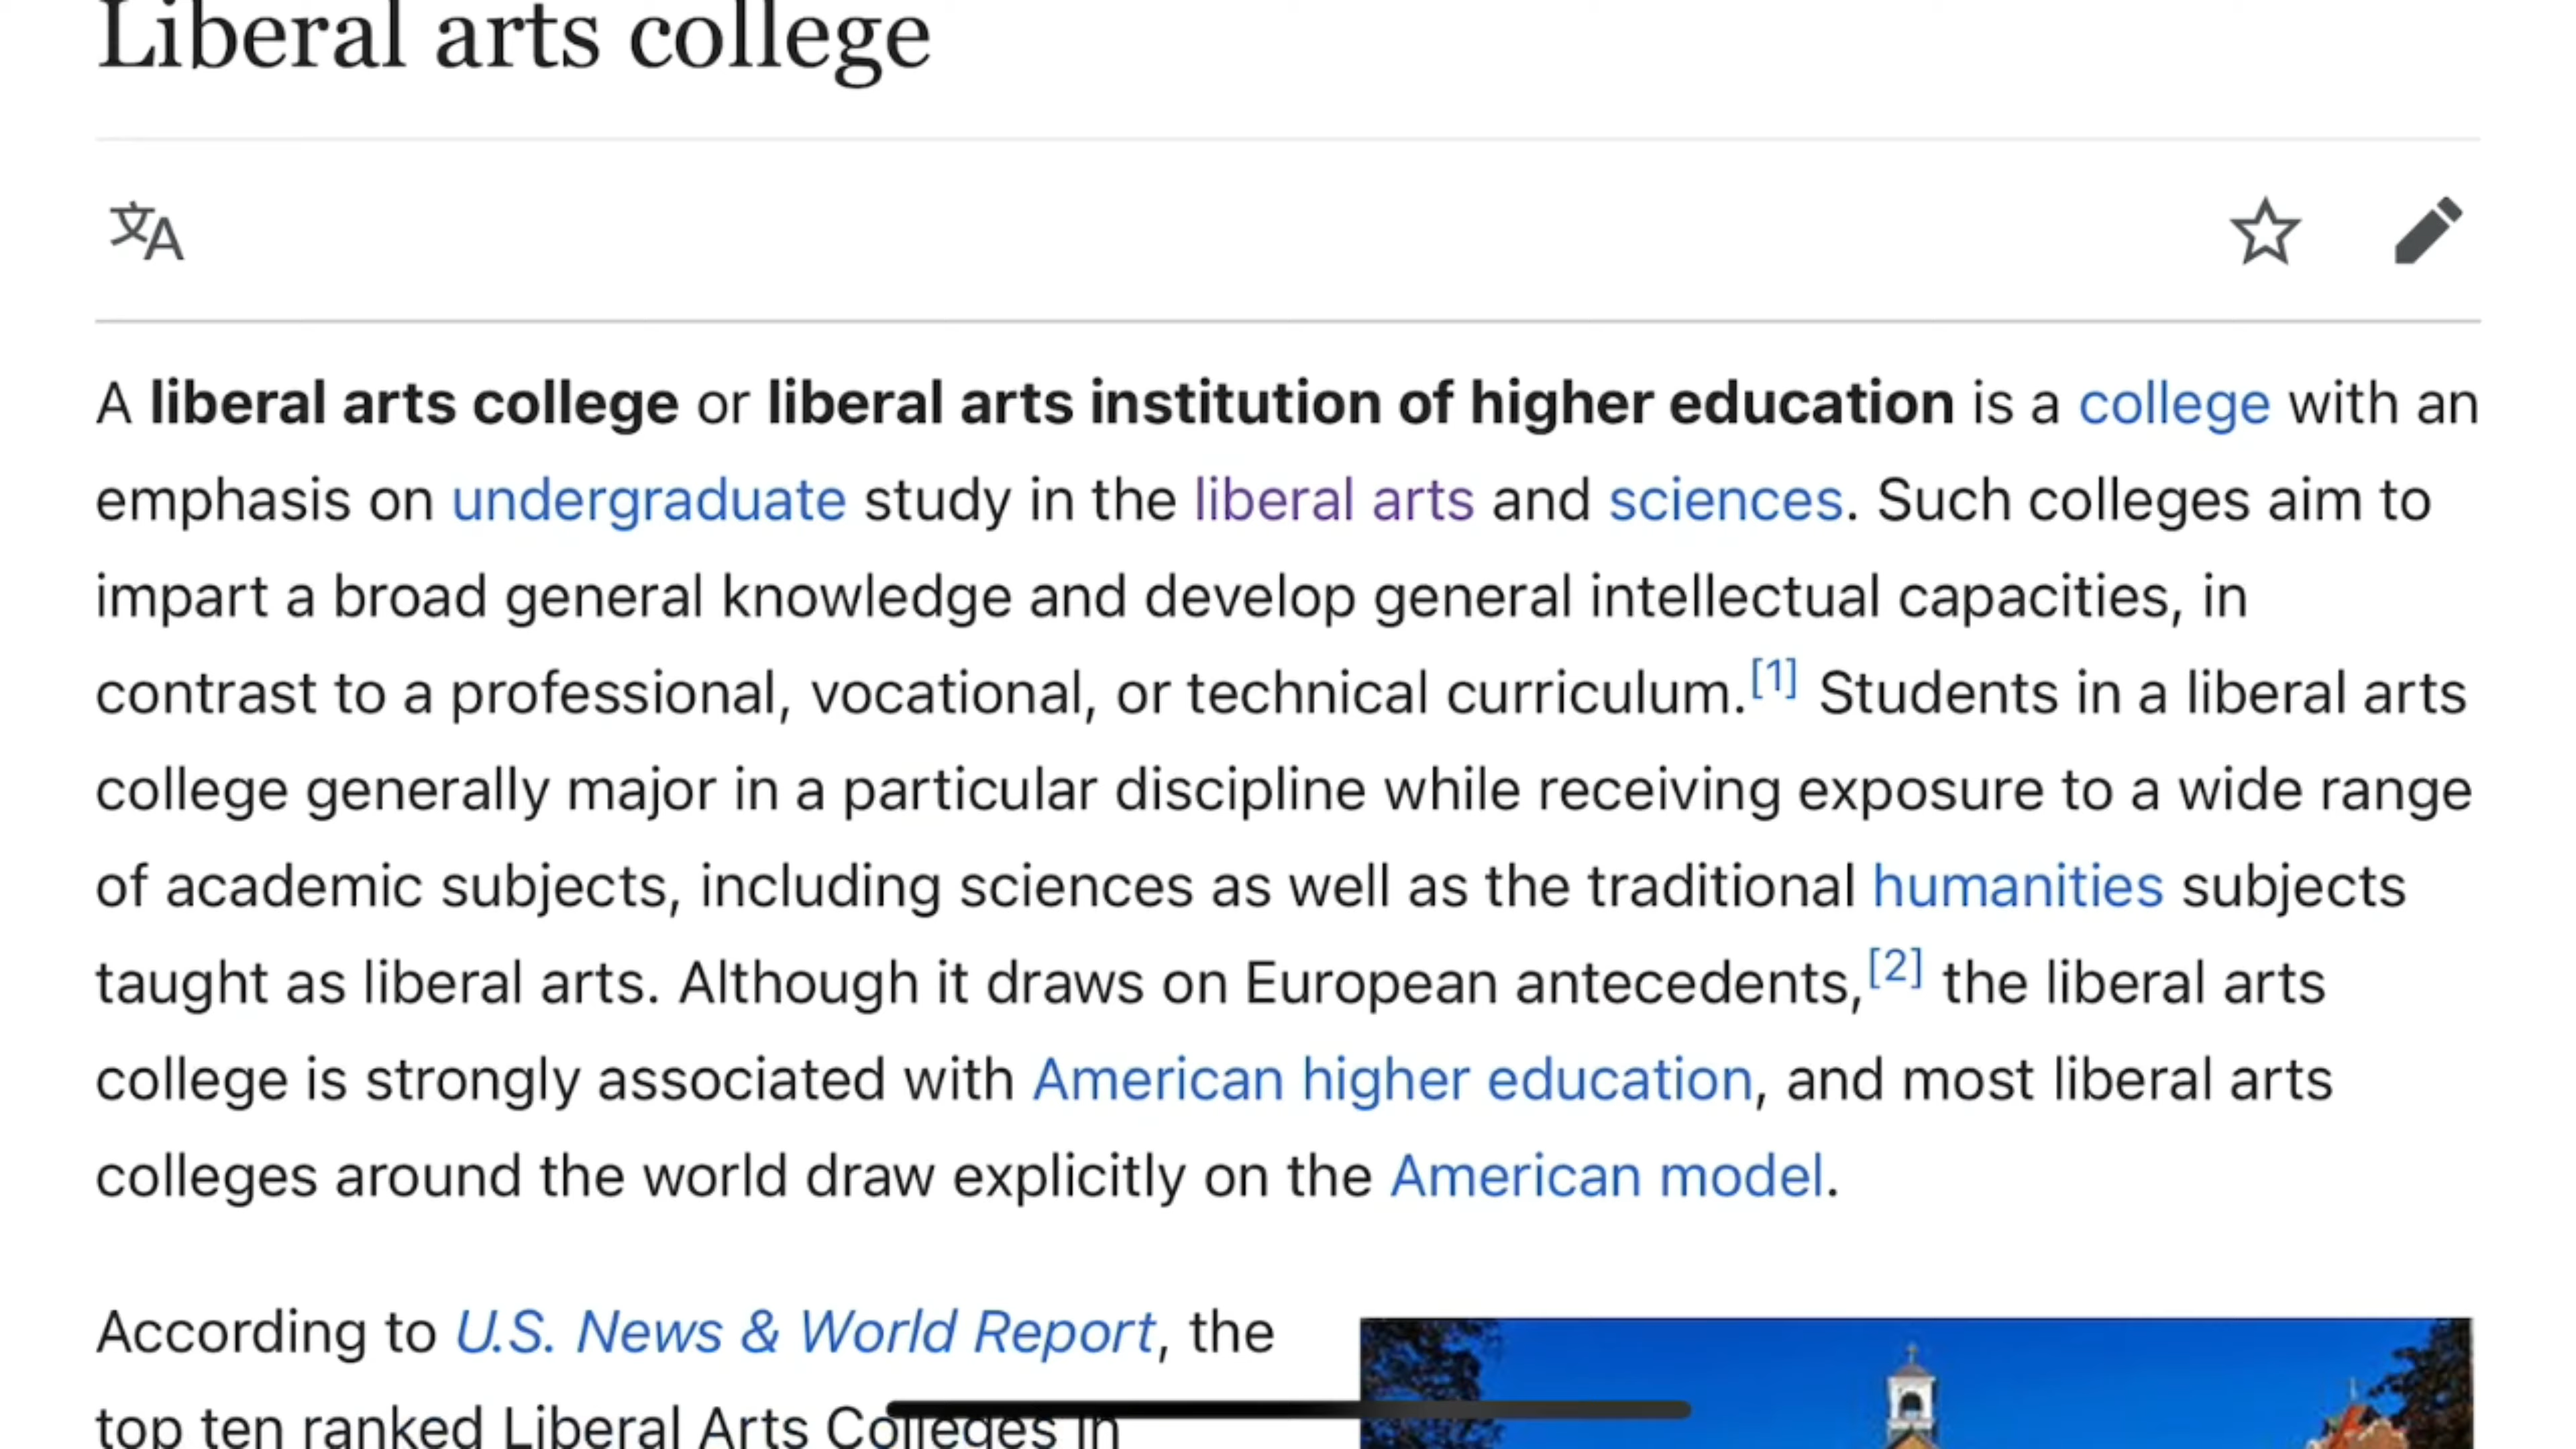 Liberal arts college
文A
A liberal arts college or liberal arts institution of higher education is a college with an
emphasis on undergraduate study in the liberal arts and sciences. Such colleges aim to
impart a broad general knowledge and develop general intellectual capacities, in
contrast to a professional, vocational, or technical curriculum.[1] Students in a liberal arts
college generally major in a particular discipline while receiving exposure to a wide range
of academic subjects, including sciences as well as the traditional humanities subjects
taught as liberal arts. Although it draws on European antecedents,[2] the liberal arts
college is strongly associated with American higher education, and most liberal arts
colleges around the world draw explicitly on the American model.
According to U.S. News & World Report, the
top ten ranked Liberal Arts Colleges in